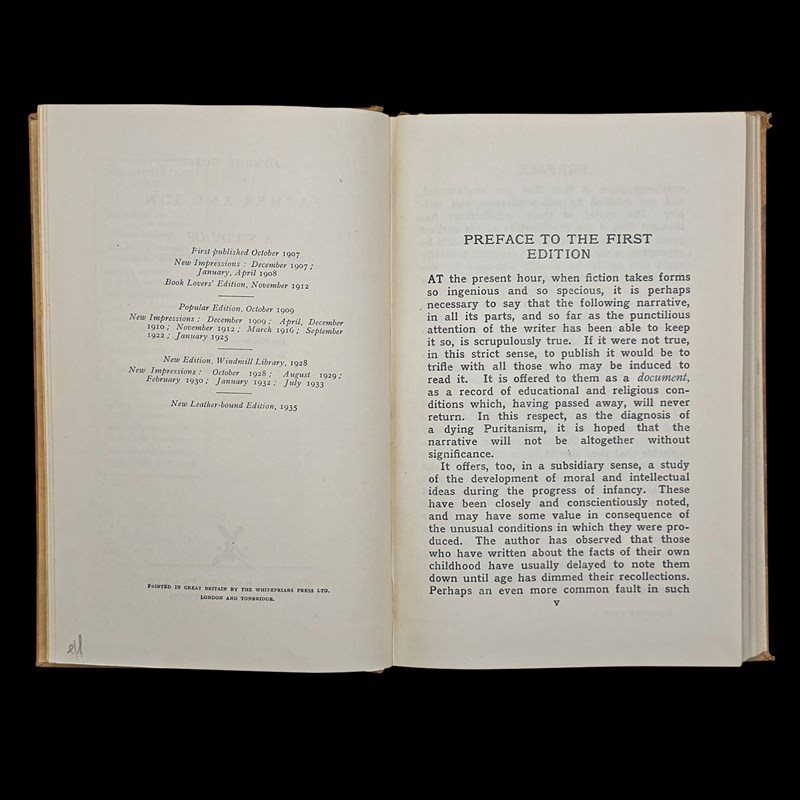 First published October 1907
New Impressions : December 1907 ;
January, April 1908
Book Lovers' Edition, November 1912
Popular Edition, October 1909
New Impressions : December 1909 ; April, December
1910 ; November 1912 ; March 1916 ; September
1922 ; January 1925
New Edition, Windmill Library, 1928
New Impressions : October 1928 ; August 1929 ;
February 1930 ; January 1932 ; July 1933
New Leather-bound Edition, 1935
PRINTED IN GREAT BRITAIN BY THE WHITEFRIARS PRESS LTD.
LONDON AND TONBRIDGE.
PREFACE TO THE FIRST
EDITION
AT the present hour, when fiction takes forms
so ingenious and so specious, it is perhaps
necessary to say that the following narrative,
in all its parts, and so far as the punctilious
attention of the writer has been able to keep
it so, is scrupulously true. If it were not true,
in this strict sense, to publish it would be to
trifle with all those who may be induced to
read it. It is offered to them as a document,
as a record of educational and religious con-
ditions which, having passed away, will never
return. In this respect, as the diagnosis of
a dying Puritanism, it is hoped that the
narrative will not be altogether without
significance.
It offers, too, in a subsidiary sense, a study
of the development of moral and intellectual
ideas during the progress of infancy. These
have been closely and conscientiously noted,
and may have some value in consequence of
the unusual conditions in which they were pro-
duced. The author has observed that those
who have written about the facts of their own
childhood have usually delayed to note them
down until age has dimmed their recollections.
Perhaps an even more common fault in such
v